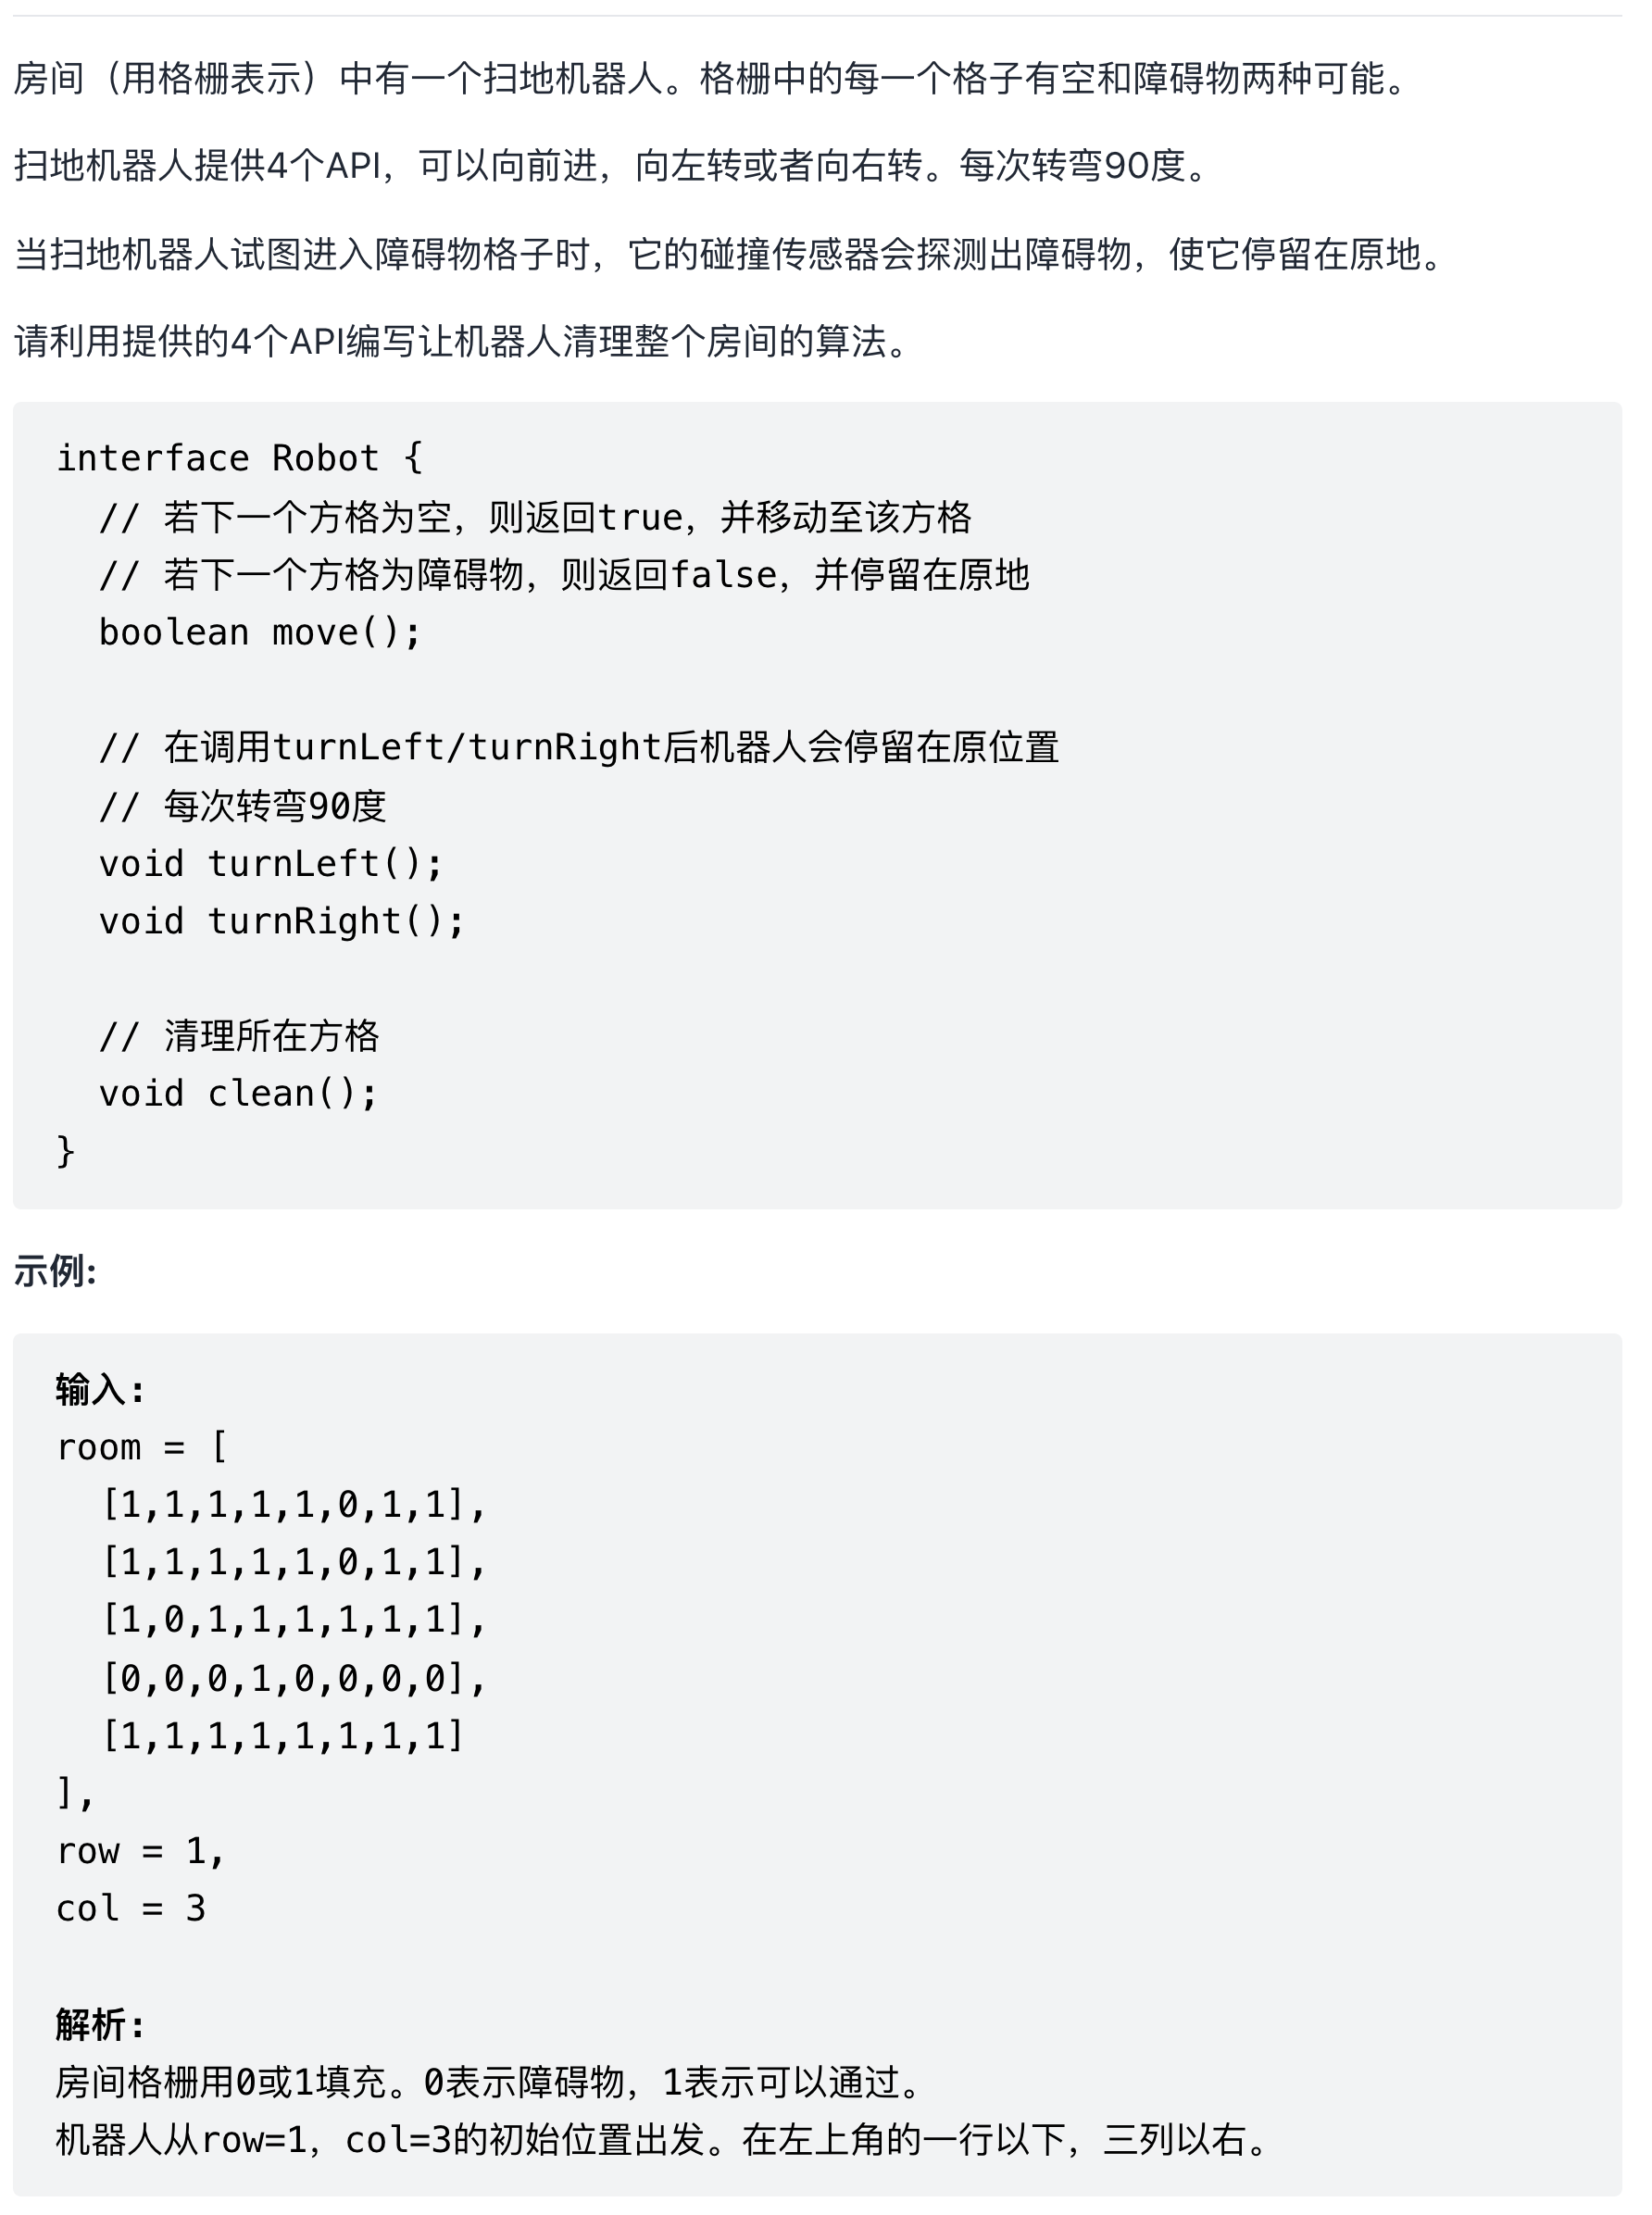 房间（用格栅表示）中有一个扫地机器人。格栅中的每一个格子有空和障碍物两种可能。
扫地机器人提供4个API，可以向前进，向左转或者向右转。每次转弯90度。
当扫地机器人试图进入障碍物格子时，它的碰撞传感器会探测出障碍物，使它停留在原地。
请利用提供的4个API编写让机器人清理整个房间的算法。
interface Robot {
  // 若下一个方格为空，则返回true，并移动至该方格
  // 若下一个方格为障碍物，则返回false，并停留在原地
  boolean move();
  // 在调用turnLeft/turnRight后机器人会停留在原位置
  // 每次转弯90度
  void turnLeft();
  void turnRight();
  // 清理所在方格
  void clean();
}
示例:
输入:
room = [
  [1,1,1,1,1,0,1,1],
  [1,1,1,1,1,0,1,1],
  [1,0,1,1,1,1,1,1],
  [0,0,0,1,0,0,0,0],
  [1,1,1,1,1,1,1,1]
],
row = 1,
col = 3
解析:
房间格栅用0或1填充。0表示障碍物，1表示可以通过。
机器人从row=1，col=3的初始位置出发。在左上角的一行以下，三列以右。